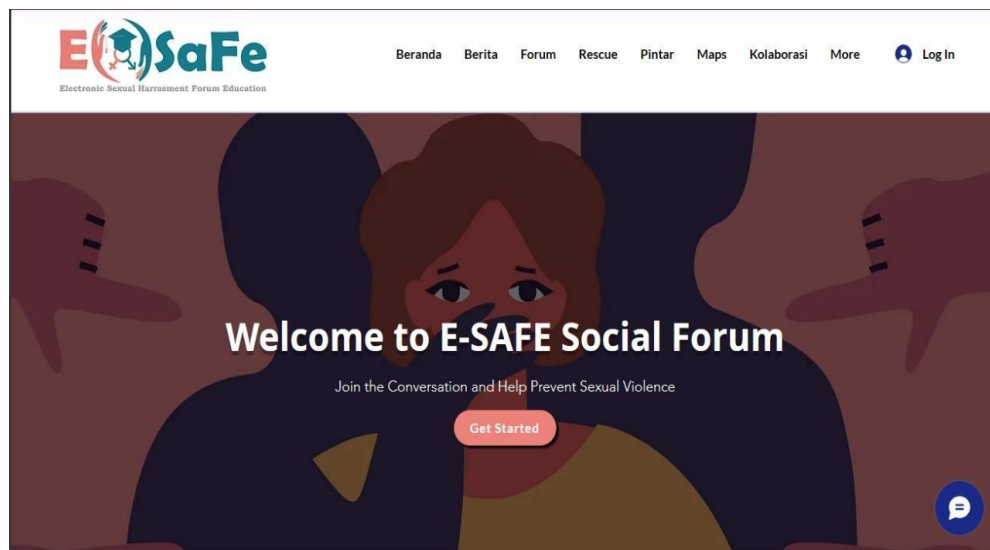 E SaFe
Electronic Sexual Harrasment Forum Education
Beranda Berita Forum Rescue Pintar Maps Kolaborasi More Log In
Welcome to E-SAFE Social Forum
Join the Conversation and Help Prevent Sexual Violence
Get Started